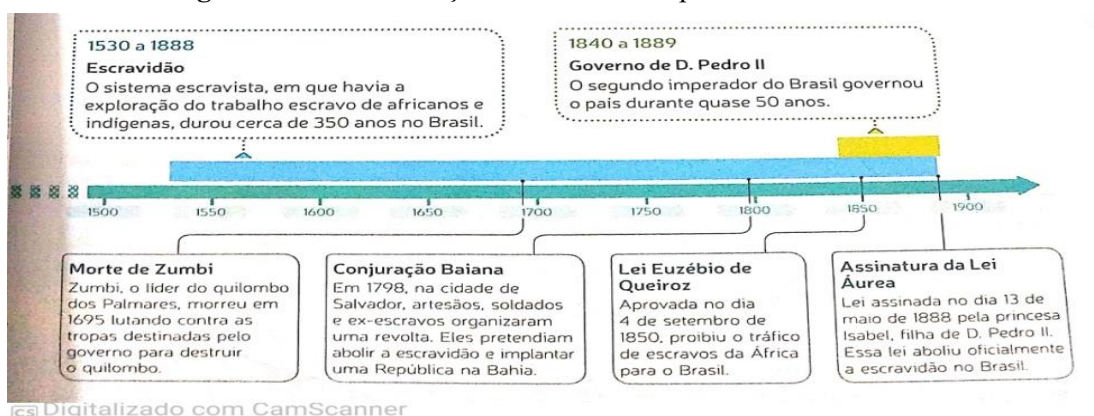 1530 a 1888
Escravidão
O sistema escravista, em que havia a
exploração do trabalho escravo de africanos e
indígenas, durou cerca de 350 anos no Brasil.
1840 a 1889
Governo de D. Pedro II
O segundo imperador do Brasil governou
o país durante quase 50 anos.
1500 1550 1600 1650 1700 1750 1800 1850 1900
Morte de Zumbi
Zumbi, o líder do quilombo
dos Palmares, morreu em
1695 lutando contra as
tropas destinadas pelo
governo para destruir
o quilombo.
Conjuração Baiana
Em 1798, na cidade de
Salvador, artesãos, soldados
e ex-escravos organizaram
uma revolta. Eles pretendiam
abolir a escravidão e implantar
uma República na Bahia.
Lei Euzébio de
Queiroz
Aprovada no dia
4 de setembro de
1850, proibiu o tráfico
de escravos da África
para o Brasil.
Assinatura da Lei
Áurea
Lei assinada no dia 13 de
maio de 1888 pela princesa
Isabel, filha de D. Pedro II.
Essa lei aboliu oficialmente
a escravidão no Brasil.
CS Digitalizado com CamScanner